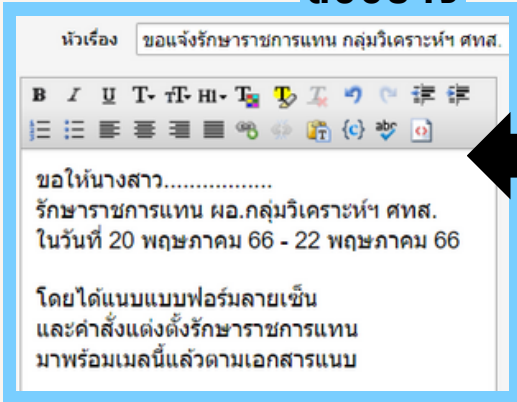 หัวเรื่อง ขอแจ้งรักษาราชการแทน กลุ่มวิเคราะห์ฯ ศทส.
B I U T tT H1 T T T
{c} abc
ขอให้นางสาว..................
รักษาราชการแทน ผอ.กลุ่มวิเคราะห์ฯ ศทส.
ในวันที่ 20 พฤษภาคม 66 - 22 พฤษภาคม 66
โดยได้แนบแบบฟอร์มลายเซ็น
และคำสั่งแต่งตั้งรักษาราชการแทน
มาพร้อมเมลนี้แล้วตามเอกสารแนบ